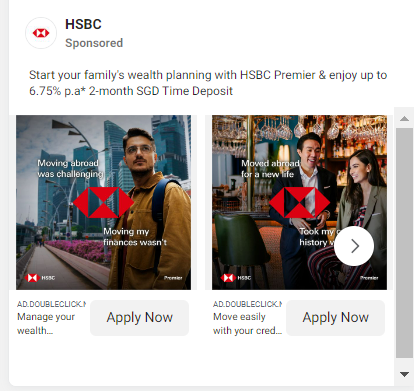 HSBC
Sponsored
Start your family's wealth planning with HSBC Premier & enjoy up to
6.75% p.a* 2-month SGD Time Deposit
Moving abroad
was challenging
Moving my
finances wasn't
HSBC
Premier
Moved abroad
for a new life
Took my
history w
HSBC
Premier
AD.DOUBLECLICK.N
Manage your
wealth...
Apply Now
AD.DOUBLECLICK.N
Move easily
with your cred...
Apply Now